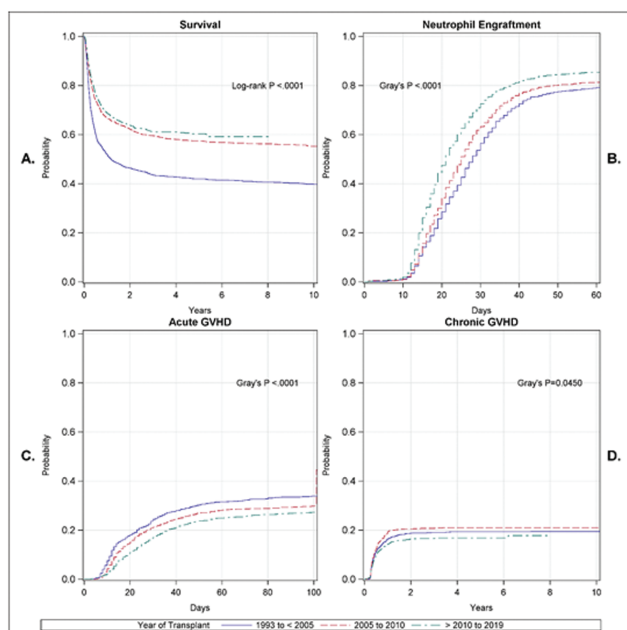 Survival
Log-rank P <.0001
A.
Probability
1.0
0.8
0.6
0.4
0.2
0.0
0 2 4 6 8 10
Years
Neutrophil Engraftment
Gray's P <.0001
B.
Probability
1.0
0.8
0.6
0.4
0.2
0.0
0 10 20 30 40 50 60
Days
Acute GVHD
Gray's P <.0001
C.
Probability
1.0
0.8
0.6
0.4
0.2
0.0
0 20 40 60 80 100
Days
Chronic GVHD
Gray's P=0.0450
D.
Probability
1.0
0.8
0.6
0.4
0.2
0.0
0 2 4 6 8 10
Years
Year of Transplant 1993 to < 2005 2005 to 2010 > 2010 to 2019